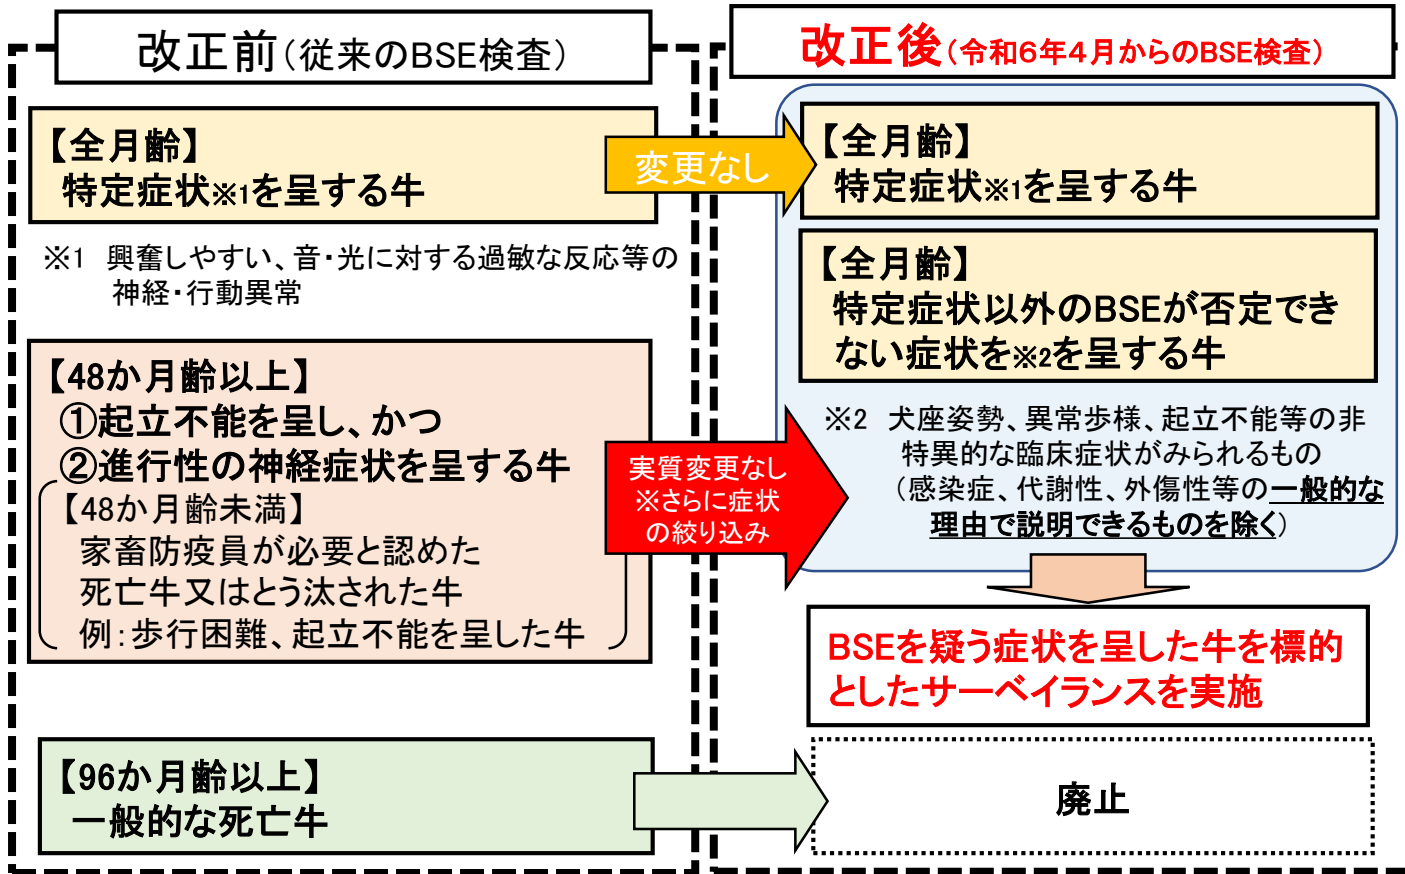 改正前(従来のBSE検査)
【全月齢】
特定症状※1を呈する牛
※1 興奮しやすい、音・光に対する過敏な反応等の
神経・行動異常
【48か月齢以上】
①起立不能を呈し、かつ
②進行性の神経症状を呈する牛
【48か月齢未満】
家畜防疫員が必要と認めた
死亡牛又はとう汰された牛
例:歩行困難、起立不能を呈した牛
【96か月齢以上】
一般的な死亡牛
変更なし
実質変更なし
※さらに症状
の絞り込み
改正後(令和6年4月からのBSE検査)
【全月齢】
特定症状※1を呈する牛
【全月齢】
特定症状以外のBSEが否定でき
ない症状を※2を呈する牛
※2 犬座姿勢、異常歩様、起立不能等の非
特異的な臨床症状がみられるもの
(感染症、代謝性、外傷性等の一般的な
理由で説明できるものを除く)
BSEを疑う症状を呈した牛を標的
としたサーベイランスを実施
廃止